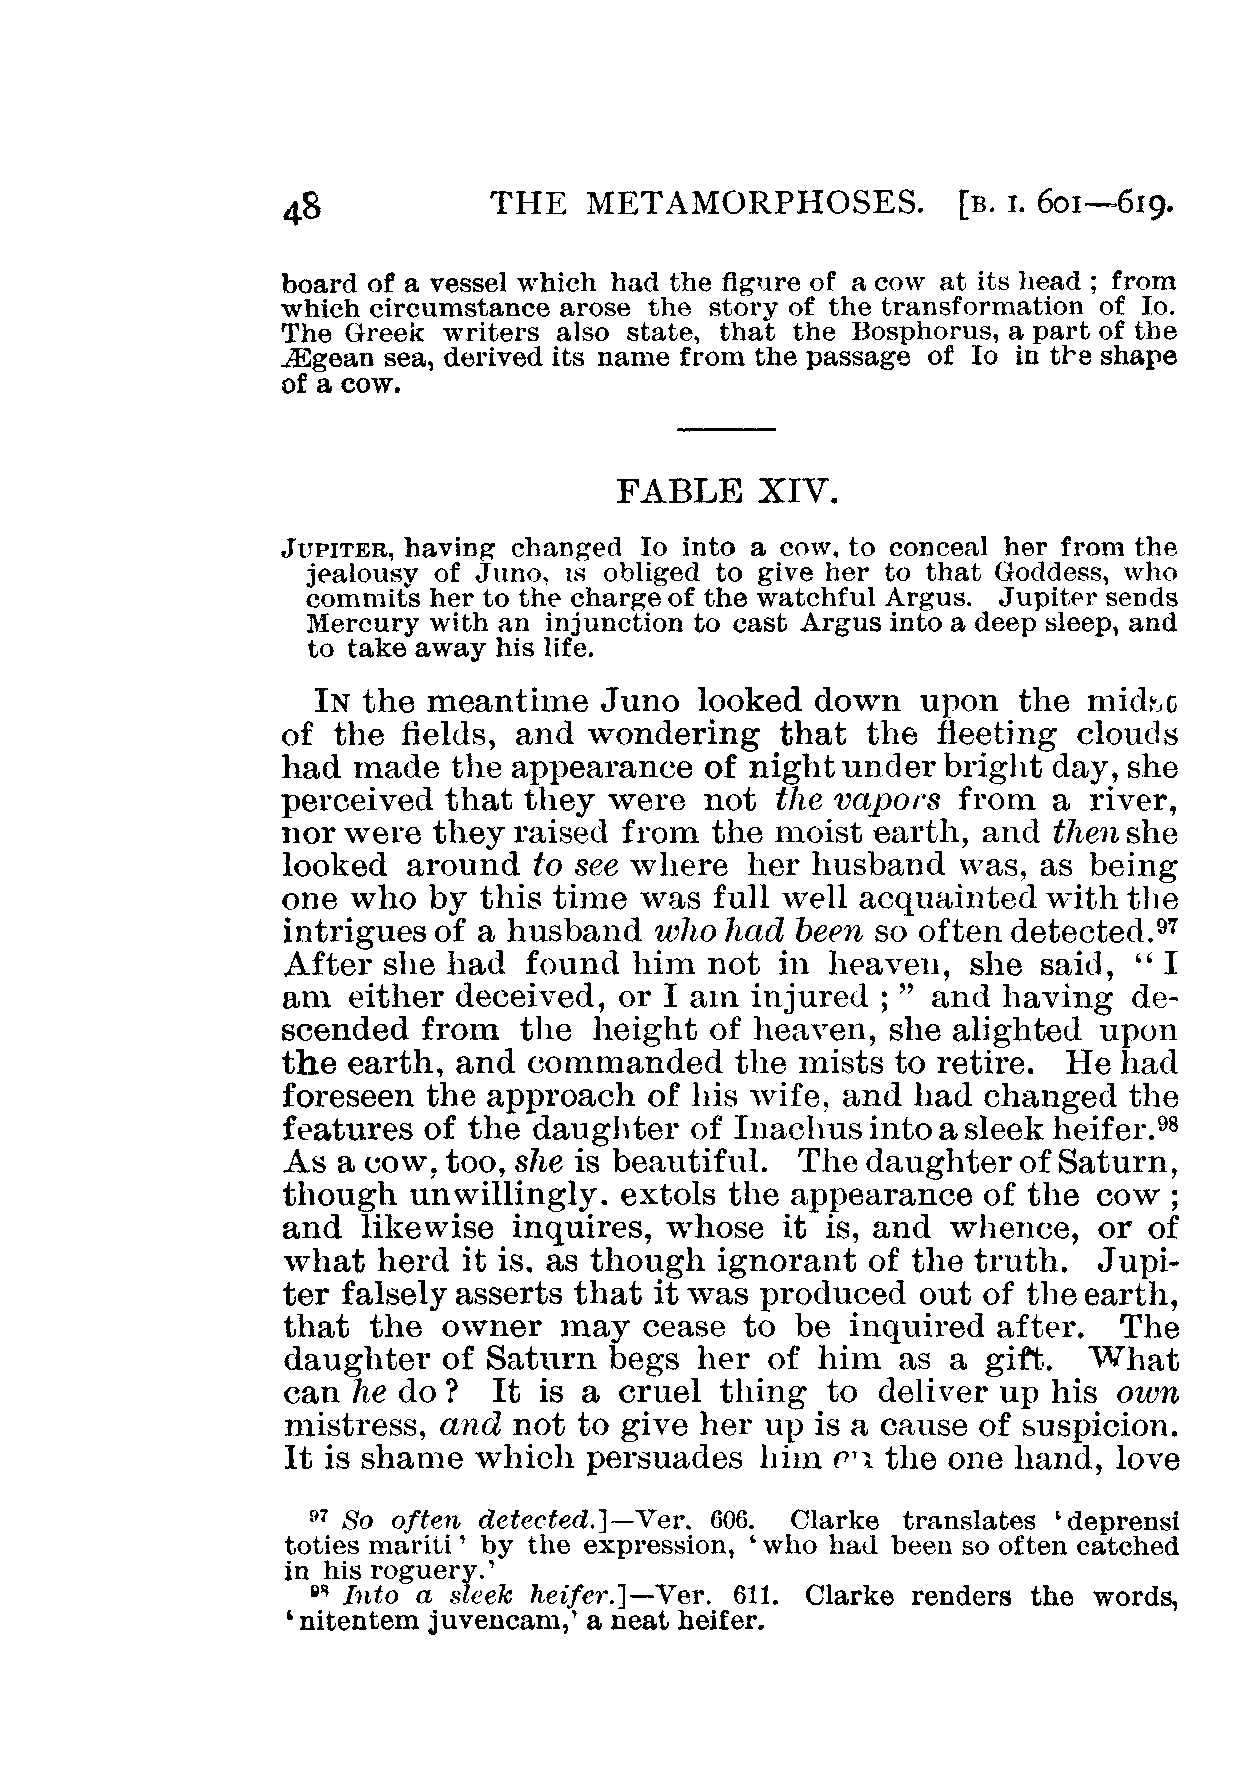 48 THE METAMORPHOSES. [B. I. 601—619.
board of a vessel which had the figure of a cow at its head ; from
which circumstance arose the story of the transformation of Io.
The Greek writers also state, that the Bosphorus, a part of the
Ægean sea, derived its name from the passage of Io in the shape
of a cow.
FABLE XIV.
JUPITER, having changed Io into a cow, to conceal her from the
jealousy of Juno, is obliged to give her to that Goddess, who
commits her to the charge of the watchful Argus. Jupiter sends
Mercury with an injunction to cast Argus into a deep sleep, and
to take away his life.
IN the meantime Juno looked down upon the midst
of the fields, and wondering that the fleeting clouds
had made the appearance of night under bright day, she
perceived that they were not the vapors from a river,
nor were they raised from the moist earth, and then she
looked around to see where her husband was, as being
one who by this time was full well acquainted with the
intrigues of a husband who had been so often detected.⁹⁷
After she had found him not in heaven, she said, “ I
am either deceived, or I am injured ; ” and having de-
scended from the height of heaven, she alighted upon
the earth, and commanded the mists to retire. He had
foreseen the approach of his wife, and had changed the
features of the daughter of Inachus into a sleek heifer.⁹⁸
As a cow, too, she is beautiful. The daughter of Saturn,
though unwillingly. extols the appearance of the cow ;
and likewise inquires, whose it is, and whence, or of
what herd it is. as though ignorant of the truth. Jupi-
ter falsely asserts that it was produced out of the earth,
that the owner may cease to be inquired after. The
daughter of Saturn begs her of him as a gift. What
can he do ? It is a cruel thing to deliver up his own
mistress, and not to give her up is a cause of suspicion.
It is shame which persuades him on the one hand, love
⁹⁷ So often detected.]—Ver. 606. Clarke translates ‘deprensi
toties mariti’ by the expression, ‘who had been so often catched
in his roguery.’
⁹⁸ Into a sleek heifer.]—Ver. 611. Clarke renders the words,
‘nitentem juvencam,’ a neat heifer.